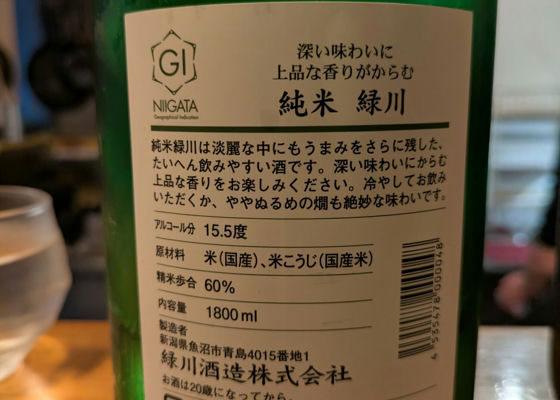 GI
NIIGATA
Geographical Indication
深い味わいに
上品な香りがからむ
純米 緑川
純米緑川は淡麗な中にもうまみをさらに残した、
たいへん飲みやすい酒です。深い味わいにからむ
上品な香りをお楽しみください。冷やしてお飲み
いただくか、ややぬるめの燗も絶妙な味わいです。
アルコール分 15.5度
原材料 米(国産)、米こうじ(国産米)
精米歩合 60%
内容量 1800ml
製造者
新潟県魚沼市青島4015番地1
緑川酒造株式会社
お酒は20歳になってから。
4 535478 000048